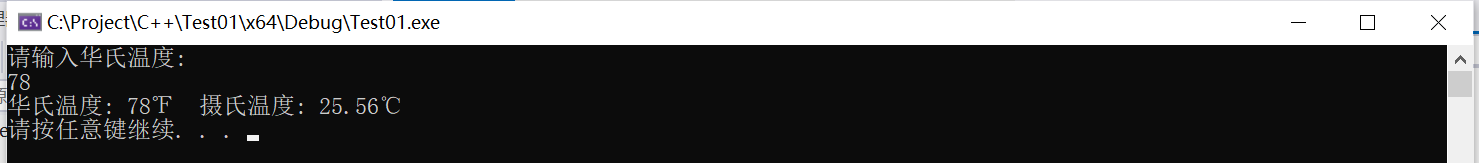 C:\Project\C++\Test01\x64\Debug\Test01.exe
请输入华氏温度:
78
华氏温度: 78℉  摄氏温度: 25.56℃
请按任意键继续. . .